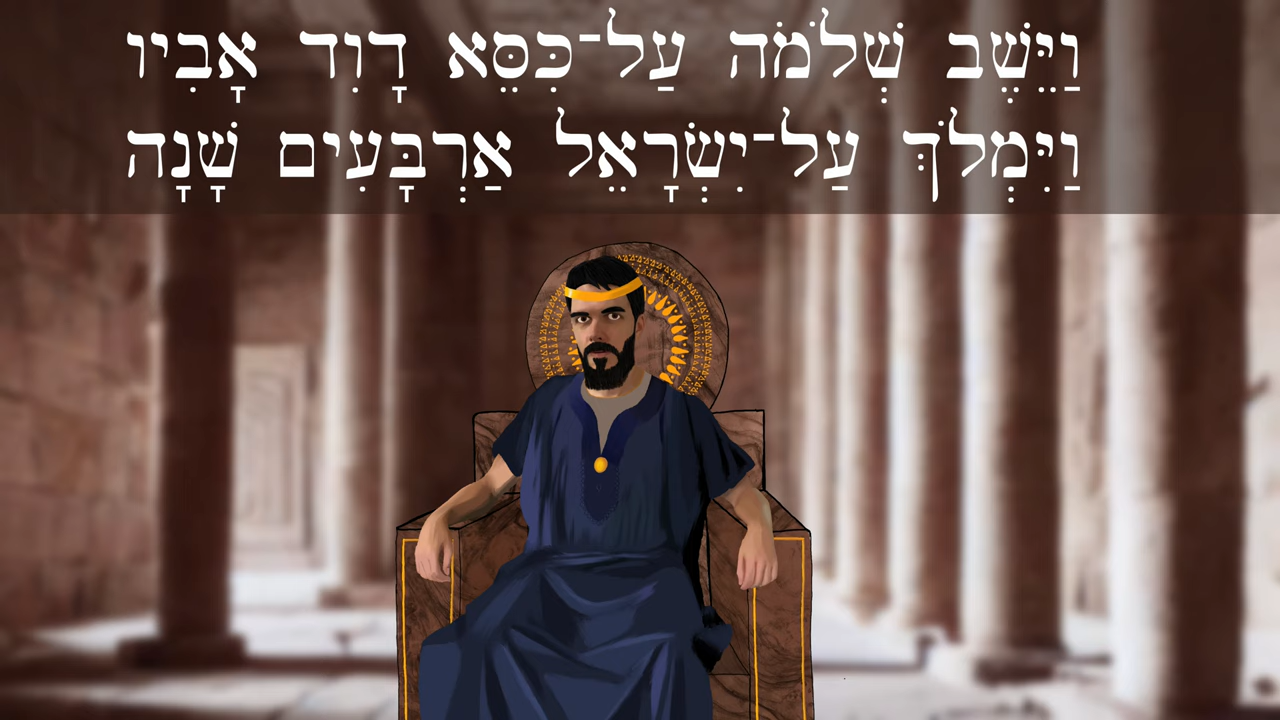 וַיֵּשֶׁב שְׁלֹמֹה עַל־כִּסֵּא דָוִד אָבִיו
וַיִּמְלֹךְ עַל־יִשְׂרָאֵל אַרְבָּעִים שָׁנָה